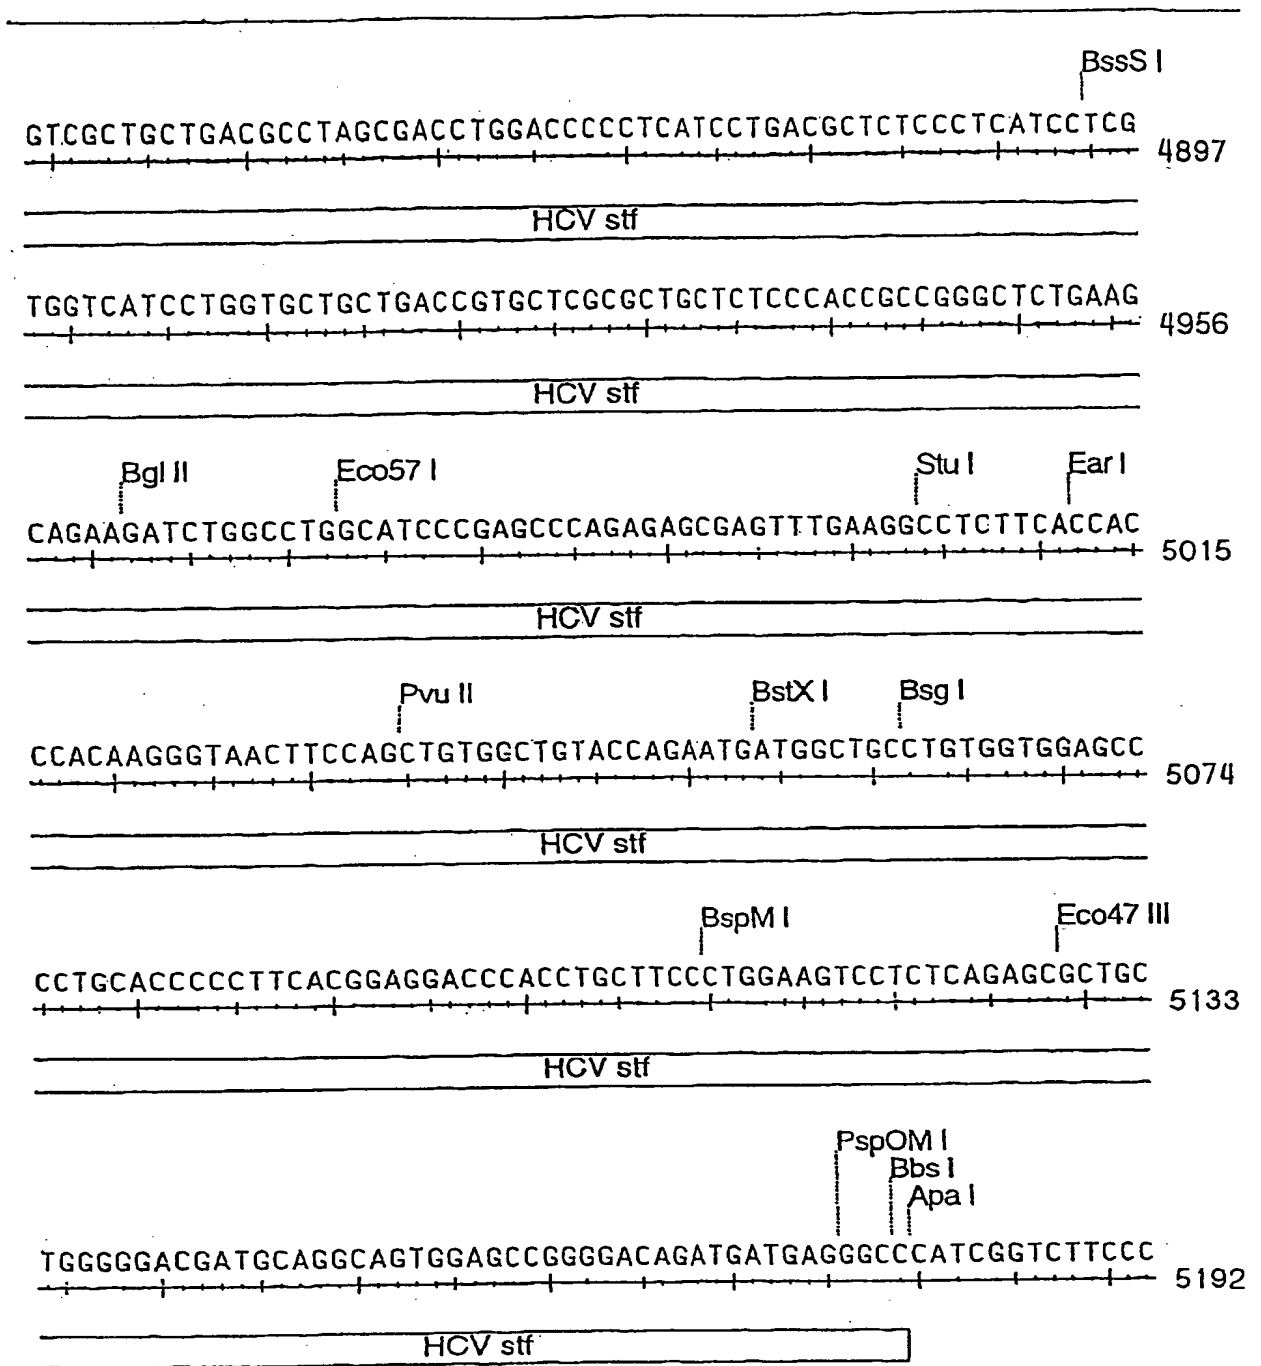 BssS I
GTCGCTGCTGACGCCTAGCGACCTGGACCCCCTCATCCTGACGCTCTCCCTCATCCTCG
4897
HCV stf
TGGTCATCCTGGTGCTGCTGACCGTGCTCGCGCTGCTCTCCCACCGCCGGGCTCTGAAG
4956
HCV stf
Bgl II Eco57 I Stu I Ear I
CAGAAGATCTGGCCTGGCATCCCGAGCCCAGAGAGCGAGTTTGAAGGCCTCTTCACCAC
5015
HCV stf
Pvu II BstX I Bsg I
CCACAAGGGTAACTTCCAGCTGTGGCTGTACCAGAATGATGGCTGCCTGTGGTGGAGCC
5074
HCV stf
BspM I Eco47 III
CCTGCACCCCCTTCACGGAGGACCCACCTGCTTCCCTGGAAGTCCTCTCAGAGCGCTGC
5133
HCV stf
PspOM I
Bbs I
Apa I
TGGGGGACGATGCAGGCAGTGGAGCCGGGGACAGATGATGAGGGCCCATCGGTCTTCCC
5192
HCV stf